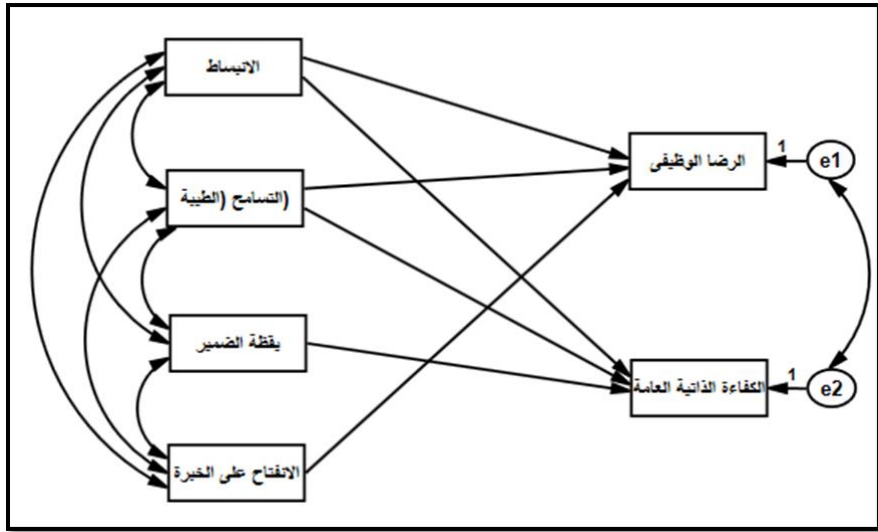 الانبساط
(التسامح (الطيبة
يقظة الضمير
الانفتاح على الخبرة
الرضا الوظيفى
1
e1
الكفاءة الذاتية العامة
1
e2